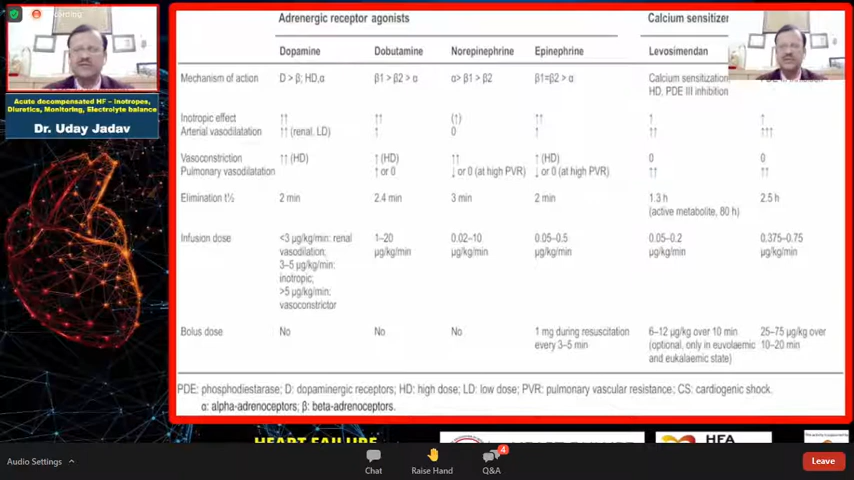 Recording
Acute decompensated HF – inotropes,
Diuretics, Monitoring, Electrolyte balance
Dr. Uday Jadav
Adrenergic receptor agonists
Calcium sensitizer
Dopamine Dobutamine Norepinephrine Epinephrine Levosimendan
Mechanism of action D > β; HD,α β1 > β2 > α α> β1 > β2 β1=β2 > α Calcium sensitization
HD, PDE III inhibition
Inotropic effect ↑↑ ↑↑ (↑) ↑↑ ↑ ↑
Arterial vasodilatation ↑↑ (renal, LD) ↑ 0 ↑ ↑↑ ↑↑↑
Vasoconstriction ↑↑ (HD) ↑ (HD) ↑↑ ↑ (HD) 0 0
Pulmonary vasodilatation ↑ or 0 ↓ or 0 (at high PVR) ↓ or 0 (at high PVR) ↑↑ ↑↑
Elimination t½ 2 min 2.4 min 3 min 2 min 1.3 h 2.5 h
(active metabolite, 80 h)
Infusion dose <3 µg/kg/min: renal 1–20 0.02–10 0.05–0.5 0.05–0.2 0.375–0.75
vasodilation; µg/kg/min µg/kg/min µg/kg/min µg/kg/min µg/kg/min
3–5 µg/kg/min:
inotropic;
>5 µg/kg/min:
vasoconstrictor
Bolus dose No No No 1 mg during resuscitation 6–12 µg/kg over 10 min 25–75 µg/kg over
every 3–5 min (optional, only in euvolaemic 10–20 min
and eukalaemic state)
PDE: phosphodiestarase; D: dopaminergic receptors; HD: high dose; LD: low dose; PVR: pulmonary vascular resistance; CS: cardiogenic shock.
α: alpha-adrenoceptors; β: beta-adrenoceptors.
HEART FAILURE
HFA
Audio Settings
Chat
Raise Hand
4
Q&A
Leave